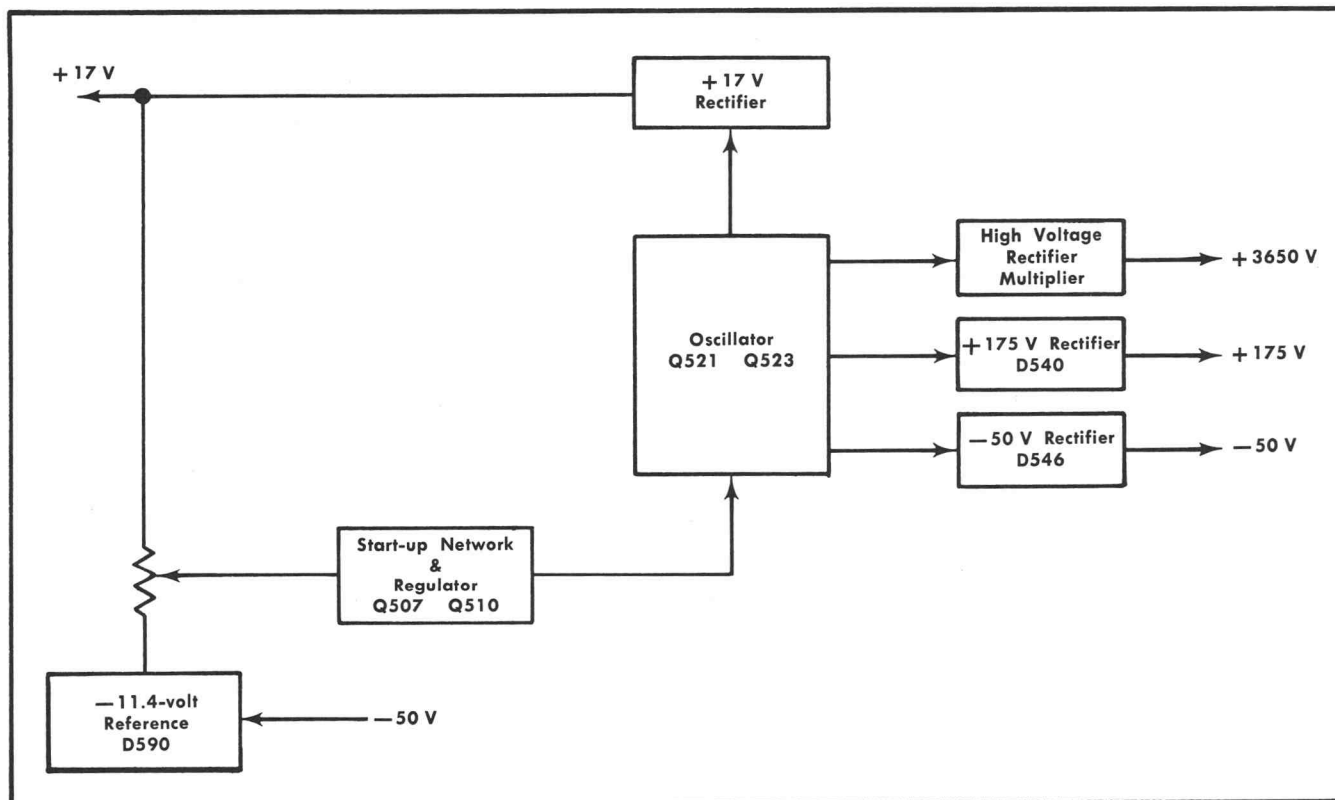 +17 V
+17 V
Rectifier
High Voltage
Rectifier
Multiplier
+3650 V
Oscillator
Q521 Q523
+175 V Rectifier
D540
+175 V
—50 V Rectifier
D546
—50 V
Start-up Network
&
Regulator
Q507 Q510
—11.4-volt
Reference
D590
—50 V